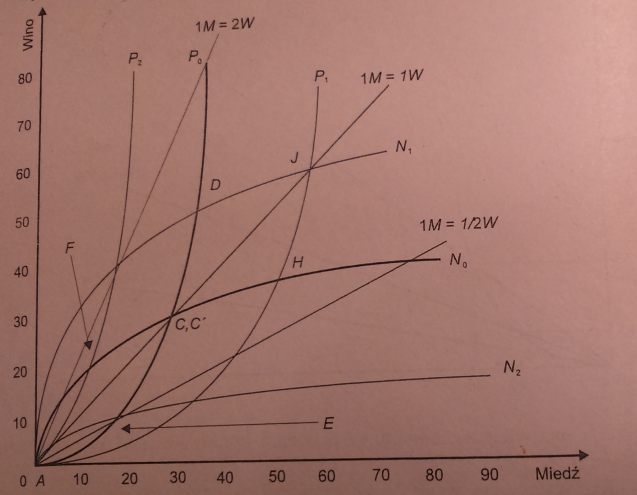 Wino
1M = 2W
P₂
P₀
P₁
1M = 1W
80
70
J
N₁
60
D
50
1M = 1/2W
F
H
N₀
40
30
C,C´
20
N₂
10
E
0 A 10 20 30 40 50 60 70 80 90 Miedź